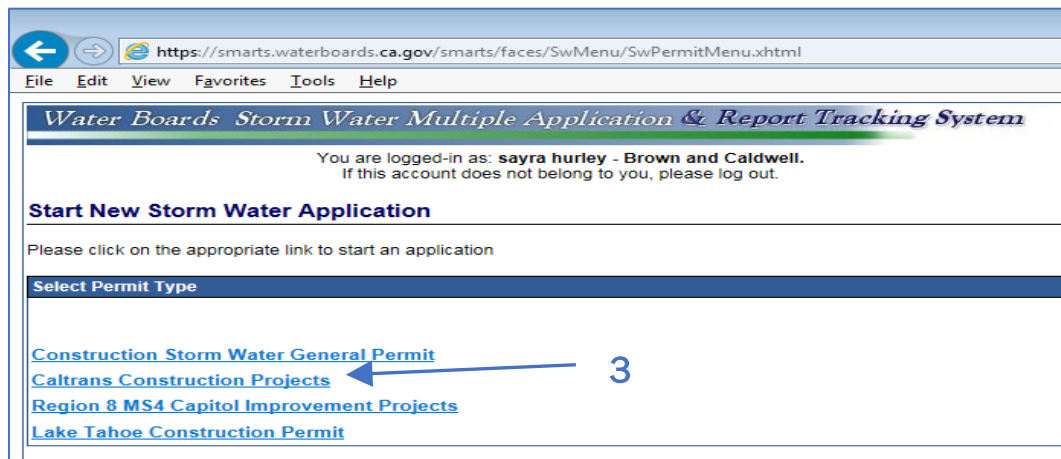 https://smarts.waterboards.ca.gov/smarts/faces/SwMenu/SwPermitMenu.xhtml
File Edit View Favorites Tools Help
Water Boards Storm Water Multiple Application & Report Tracking System
You are logged-in as: sayra hurley - Brown and Caldwell.
If this account does not belong to you, please log out.
Start New Storm Water Application
Please click on the appropriate link to start an application
Select Permit Type
Construction Storm Water General Permit
Caltrans Construction Projects 3
Region 8 MS4 Capitol Improvement Projects
Lake Tahoe Construction Permit